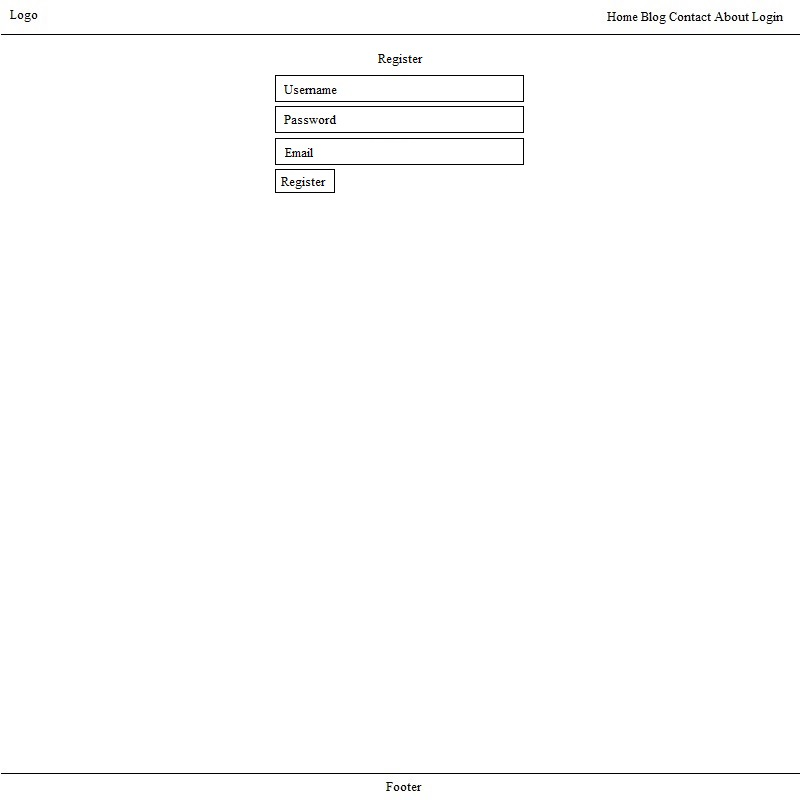 Logo
Home Blog Contact About Login
Register
Username
Password
Email
Register
Footer